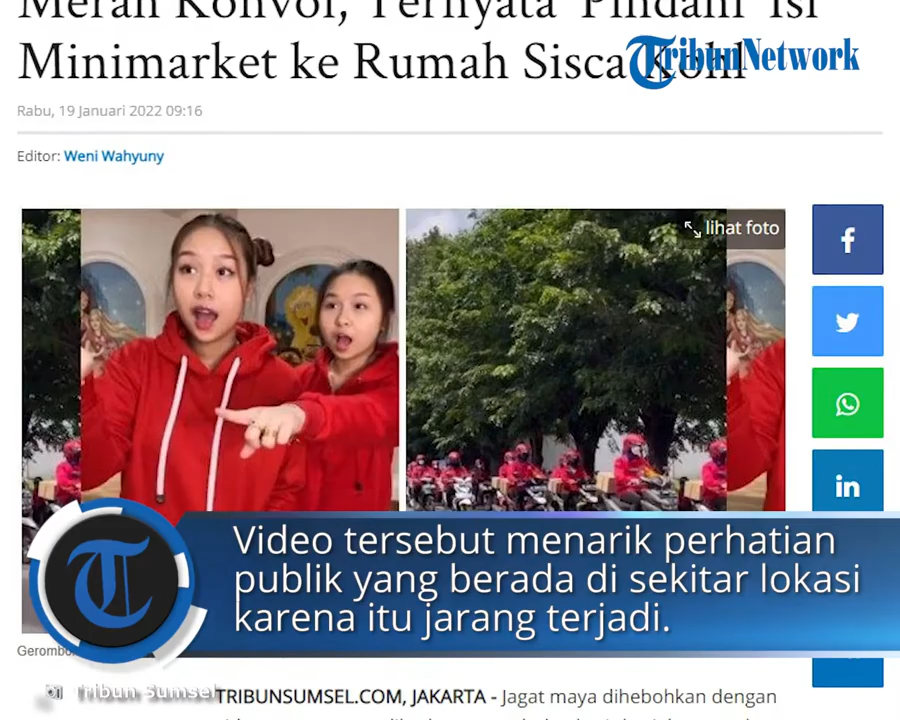 Merah Konvoi, Ternyata 'Pindahi' Isi
Minimarket ke Rumah Sisca Kohl
TribunNetwork
Rabu, 19 Januari 2022 09:16
Editor: Weni Wahyuny
lihat foto
Video tersebut menarik perhatian
publik yang berada di sekitar lokasi
karena itu jarang terjadi.
Tribun Sumsel
TRIBUNSUMSEL.COM, JAKARTA - Jagat maya dihebohkan dengan